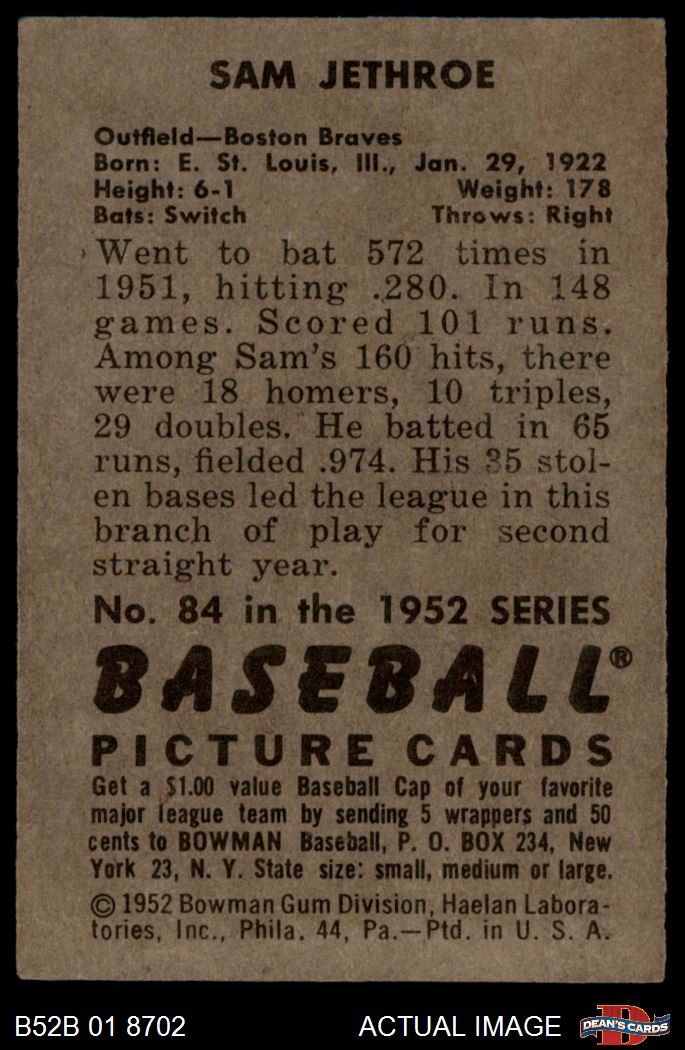 SAM JETHROE
Outfield—Boston Braves
Born: E. St. Louis, Ill., Jan. 29, 1922
Height: 6-1 Weight: 178
Bats: Switch Throws: Right
Went to bat 572 times in
1951, hitting .280. In 148
games. Scored 101 runs.
Among Sam's 160 hits, there
were 18 homers, 10 triples,
29 doubles. He batted in 65
runs, fielded .974. His 35 stol-
en bases led the league in this
branch of play for second
straight year.
No. 84 in the 1952 SERIES
BASEBALL®
PICTURE CARDS
Get a $1.00 value Baseball Cap of your favorite
major league team by sending 5 wrappers and 50
cents to BOWMAN Baseball, P. O. BOX 234, New
York 23, N. Y. State size: small, medium or large.
© 1952 Bowman Gum Division, Haelan Labora-
tories, Inc., Phila. 44, Pa.—Ptd. in U. S. A.
B52B 01 8702 ACTUAL IMAGE D DEAN'S CARDS